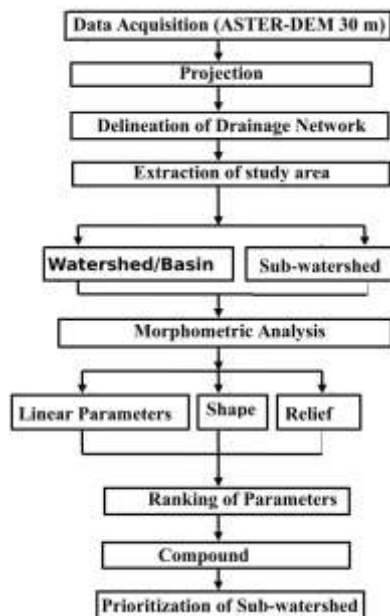 Data Acquisition (ASTER-DEM 30 m)
Projection
Delineation of Drainage Network
Extraction of study area
Watershed/Basin
Sub-watershed
Morphometric Analysis
Linear Parameters
Shape
Relief
Ranking of Parameters
Compound
Prioritization of Sub-watershed